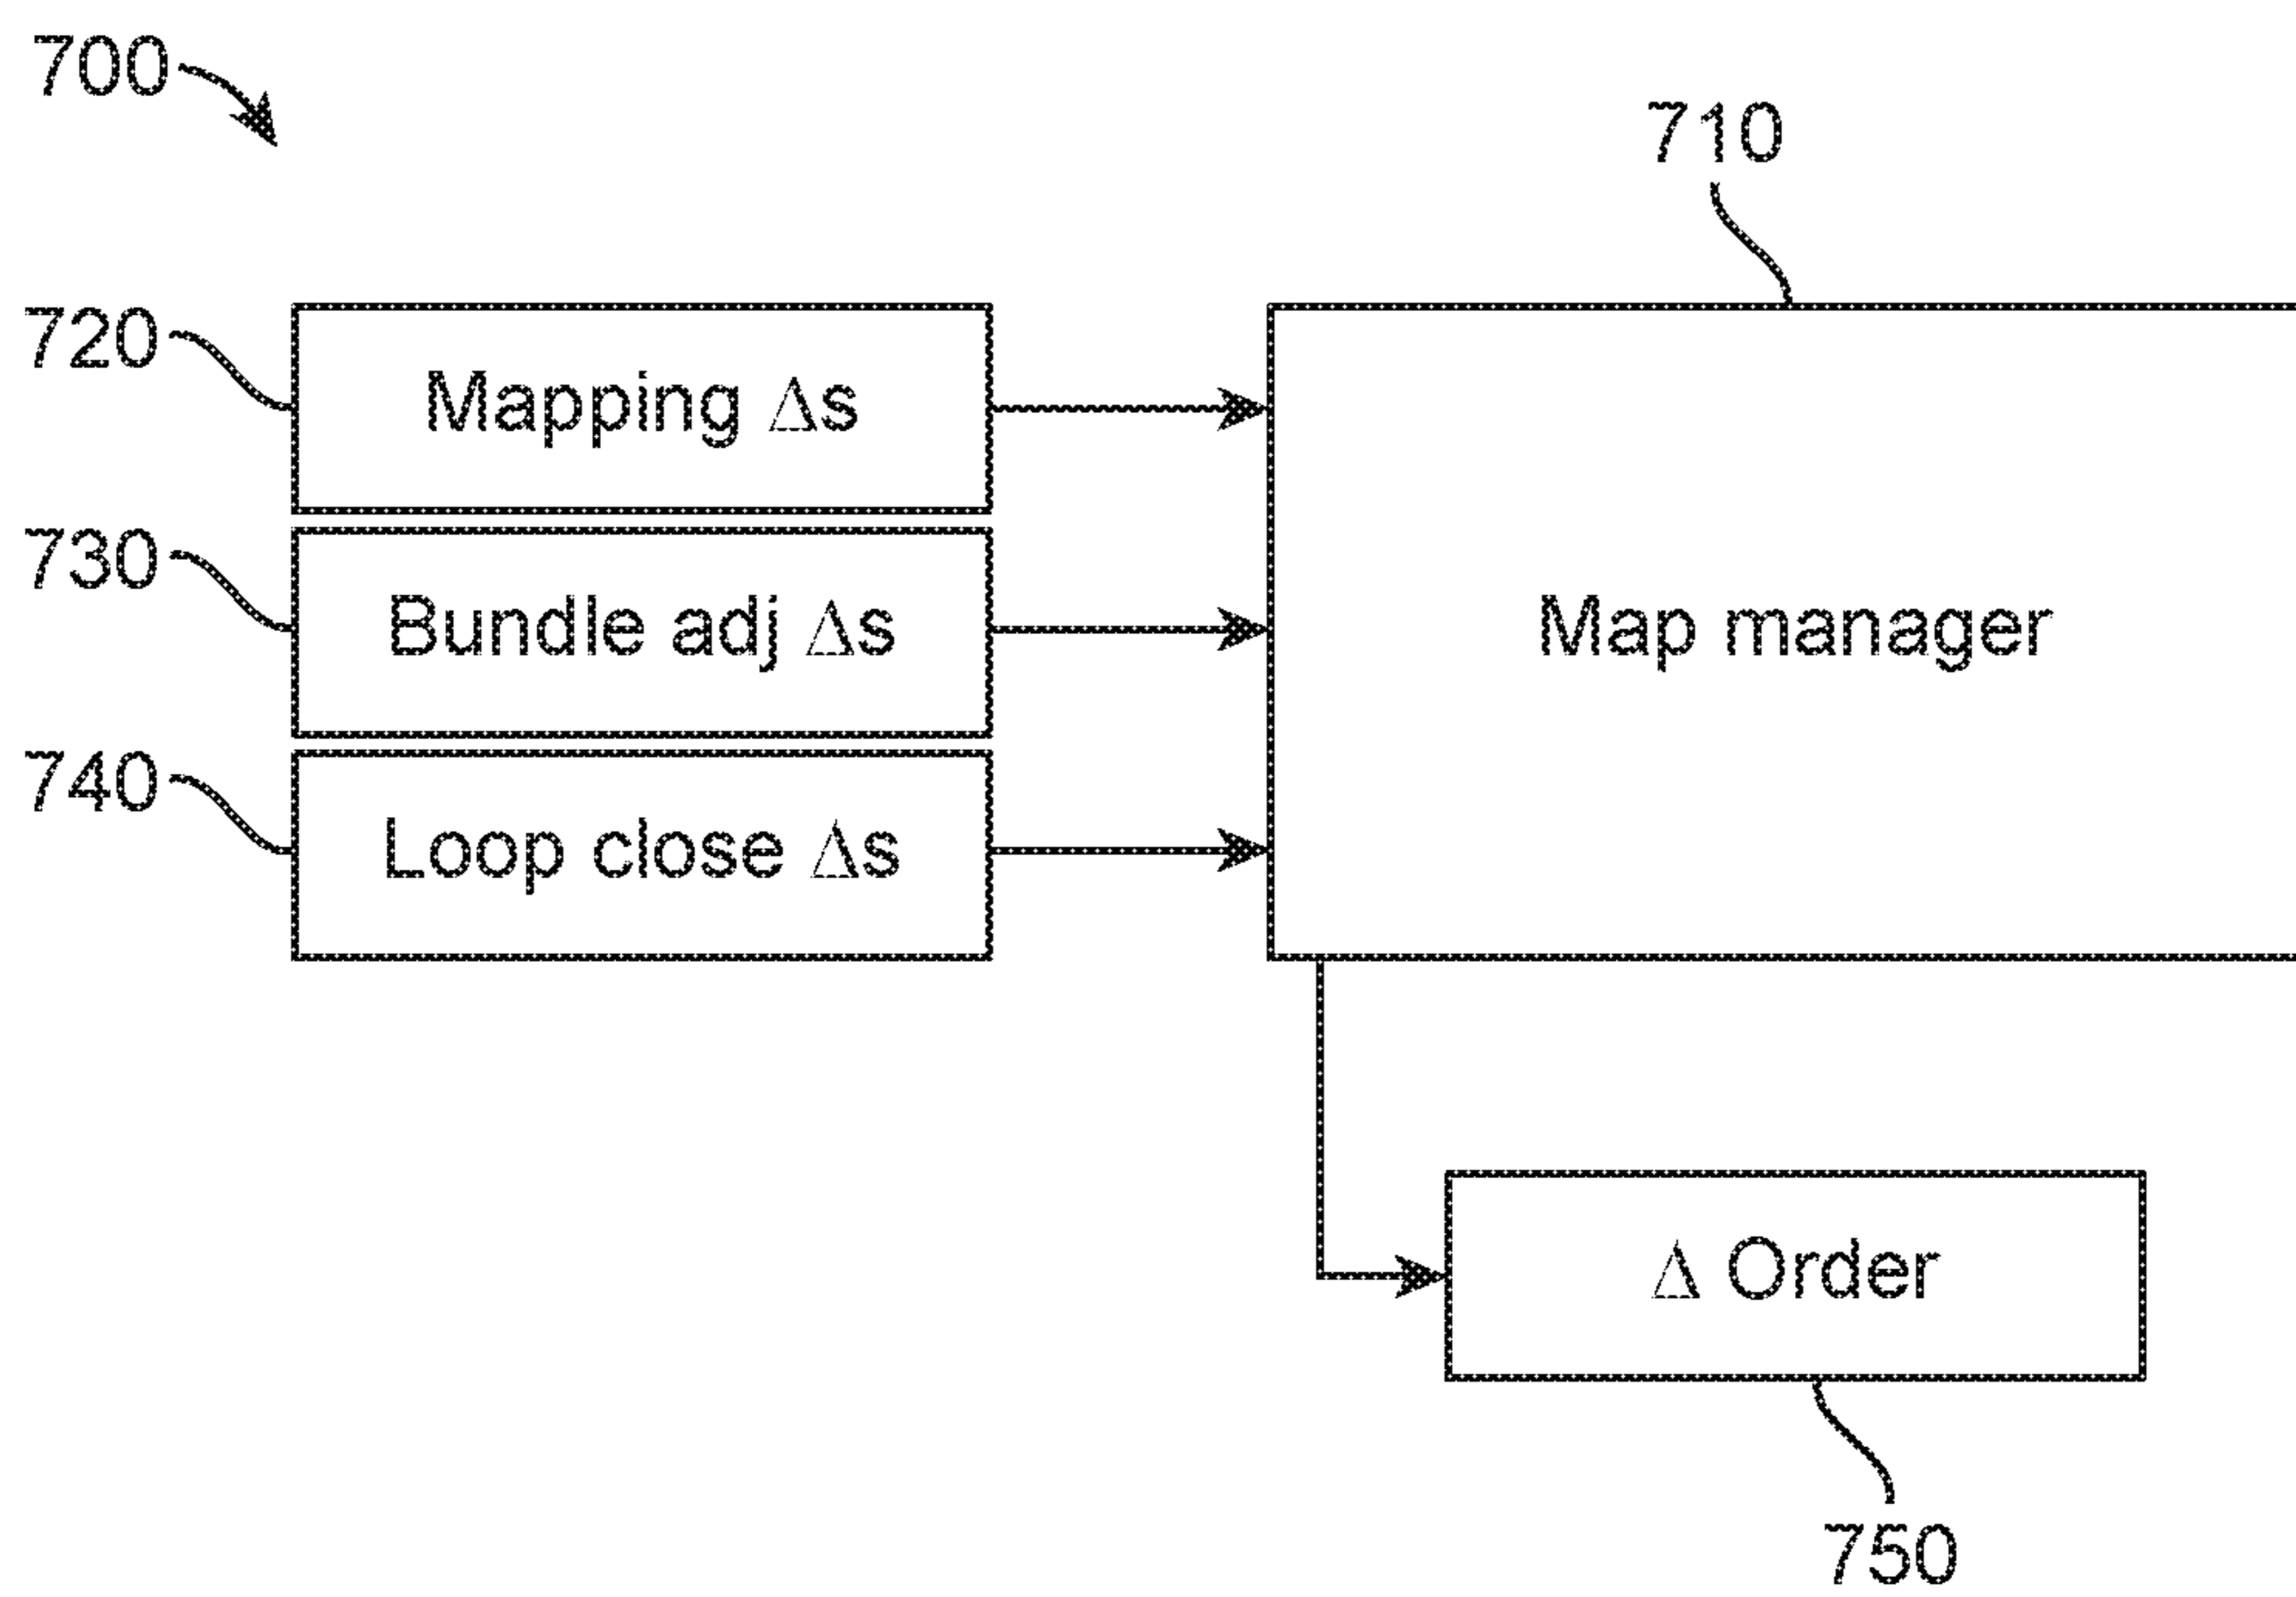 700
710
720
Mapping Δs
730
Bundle adj Δs
Map manager
740
Loop close Δs
Δ Order
750